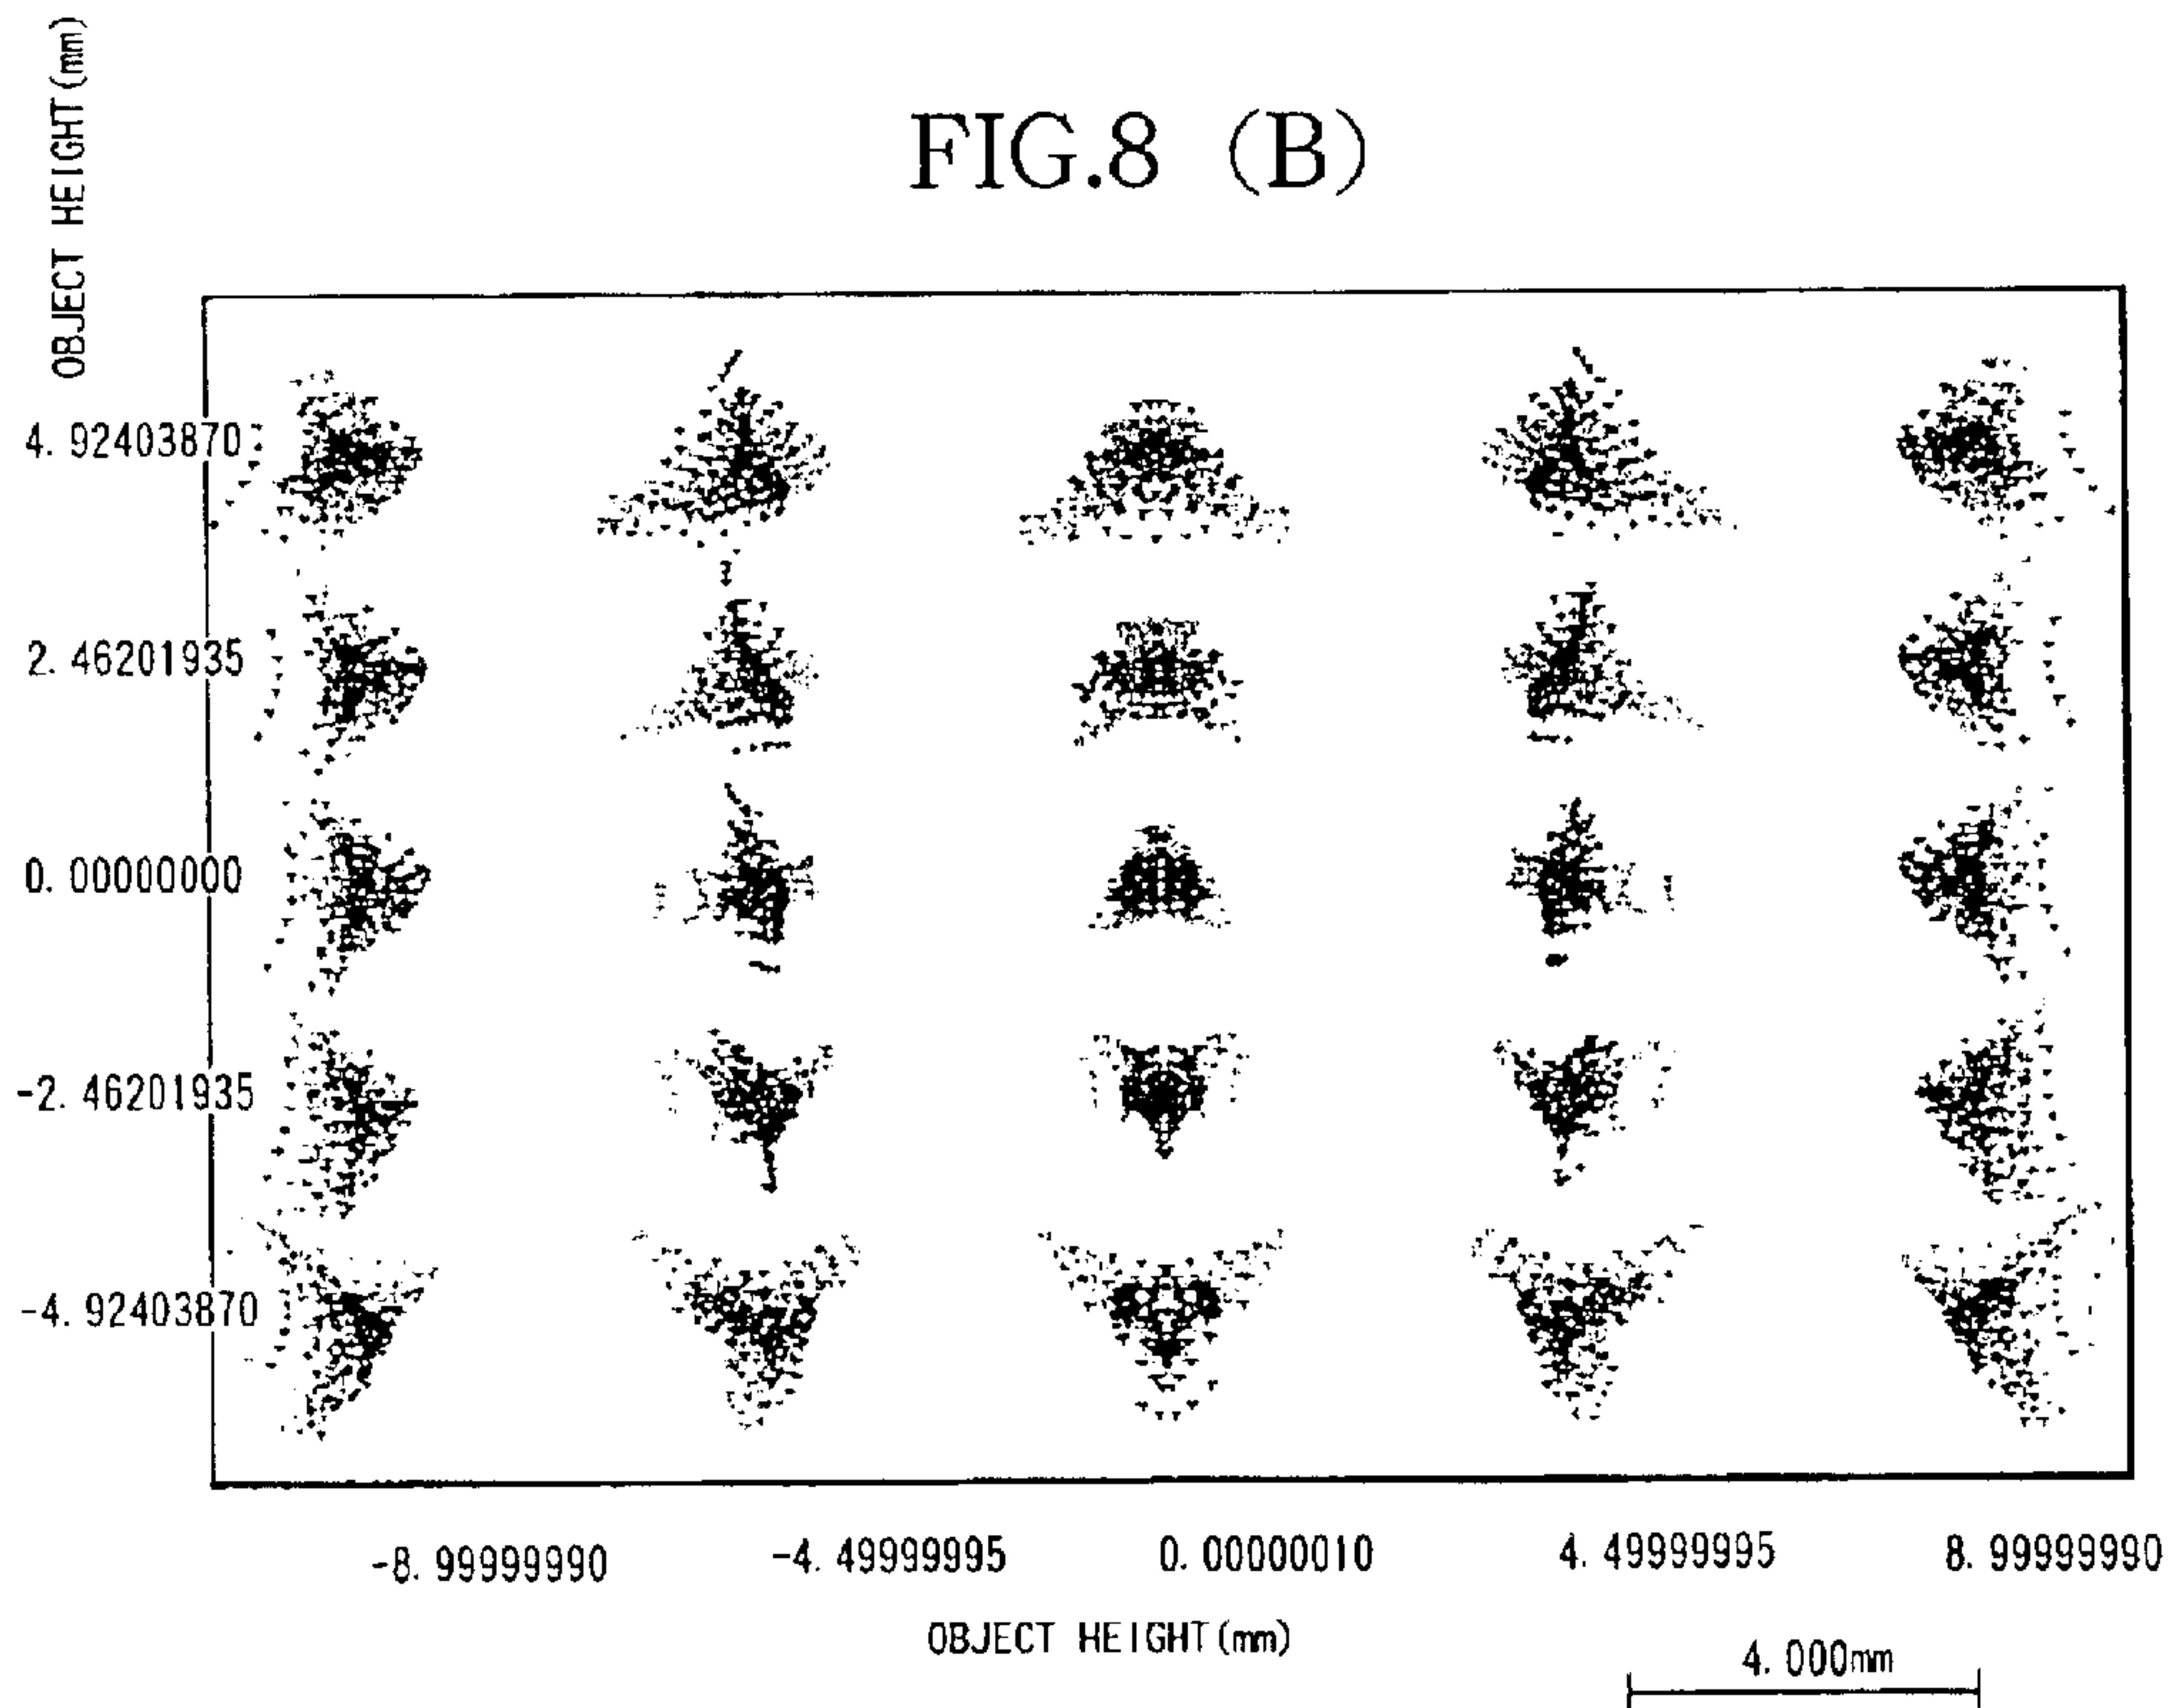 OBJECT HEIGHT(mm)
FIG.8 (B)
4. 92403870
2. 46201935
0. 00000000
-2. 46201935
-4. 92403870
-8. 99999990
-4. 49999995
0. 00000010
4. 49999995
8. 99999990
OBJECT HEIGHT(mm)
4. 000mm